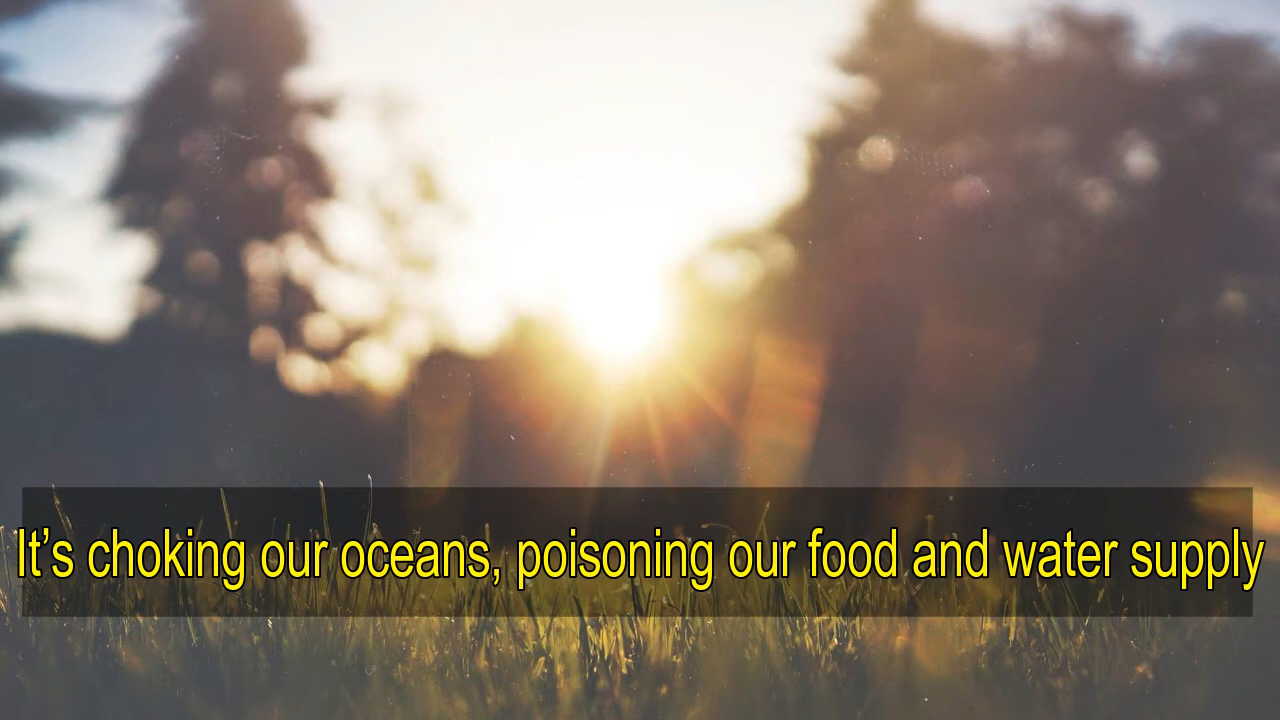 It’s choking our oceans, poisoning our food and water supply